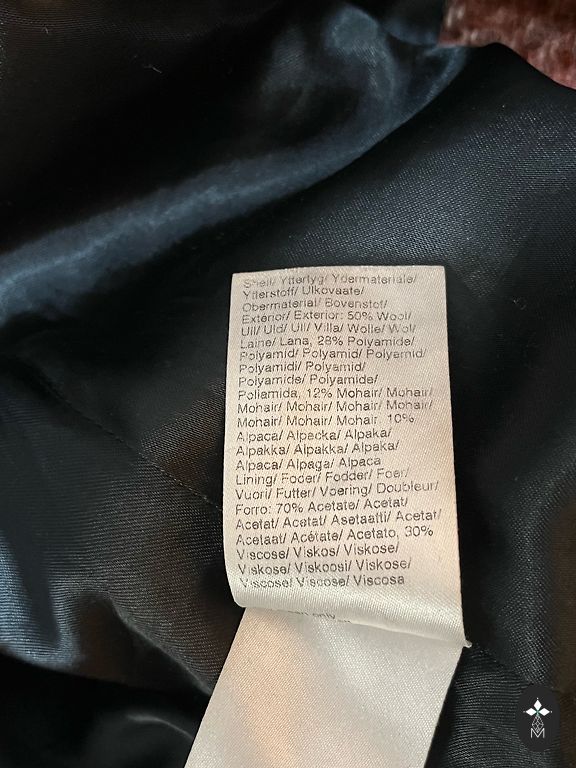 Shell/ Yttertyg/ Ydermateriale/
Ytterstoff/ Ulkovaate/
Obermaterial/ Bovenstof/
Exterior/ Exterior: 50% Wool/
Ull/ Uld/ Ull/ Villa/ Wolle/ Wol/
Laine/ Lana, 28% Polyamide/
Polyamid/ Polyamid/ Polyamid/
Polyamidi/ Polyamid/
Polyamide/ Polyamide/
Poliamida, 12% Mohair/ Mohair/
Mohair/ Mohair/ Mohair/ Mohair/
Mohair/ Mohair/ Mohair, 10%
Alpaca/ Alpacka/ Alpaka/
Alpakka/ Alpakka/ Alpaka/
Alpaca/ Alpaga/ Alpaca
Lining/ Foder/ Fodder/ Foer/
Vuori/ Futter/ Voering/ Doubleur/
Forro: 70% Acetate/ Acetat/
Acetat/ Acetat/ Asetaatti/ Acetat/
Acetaat/ Acétate/ Acetato, 30%
Viscose/ Viskos/ Viskose/
Viskose/ Viskoosi/ Viskose/
Viscose/ Viscose/ Viscosa
only
M